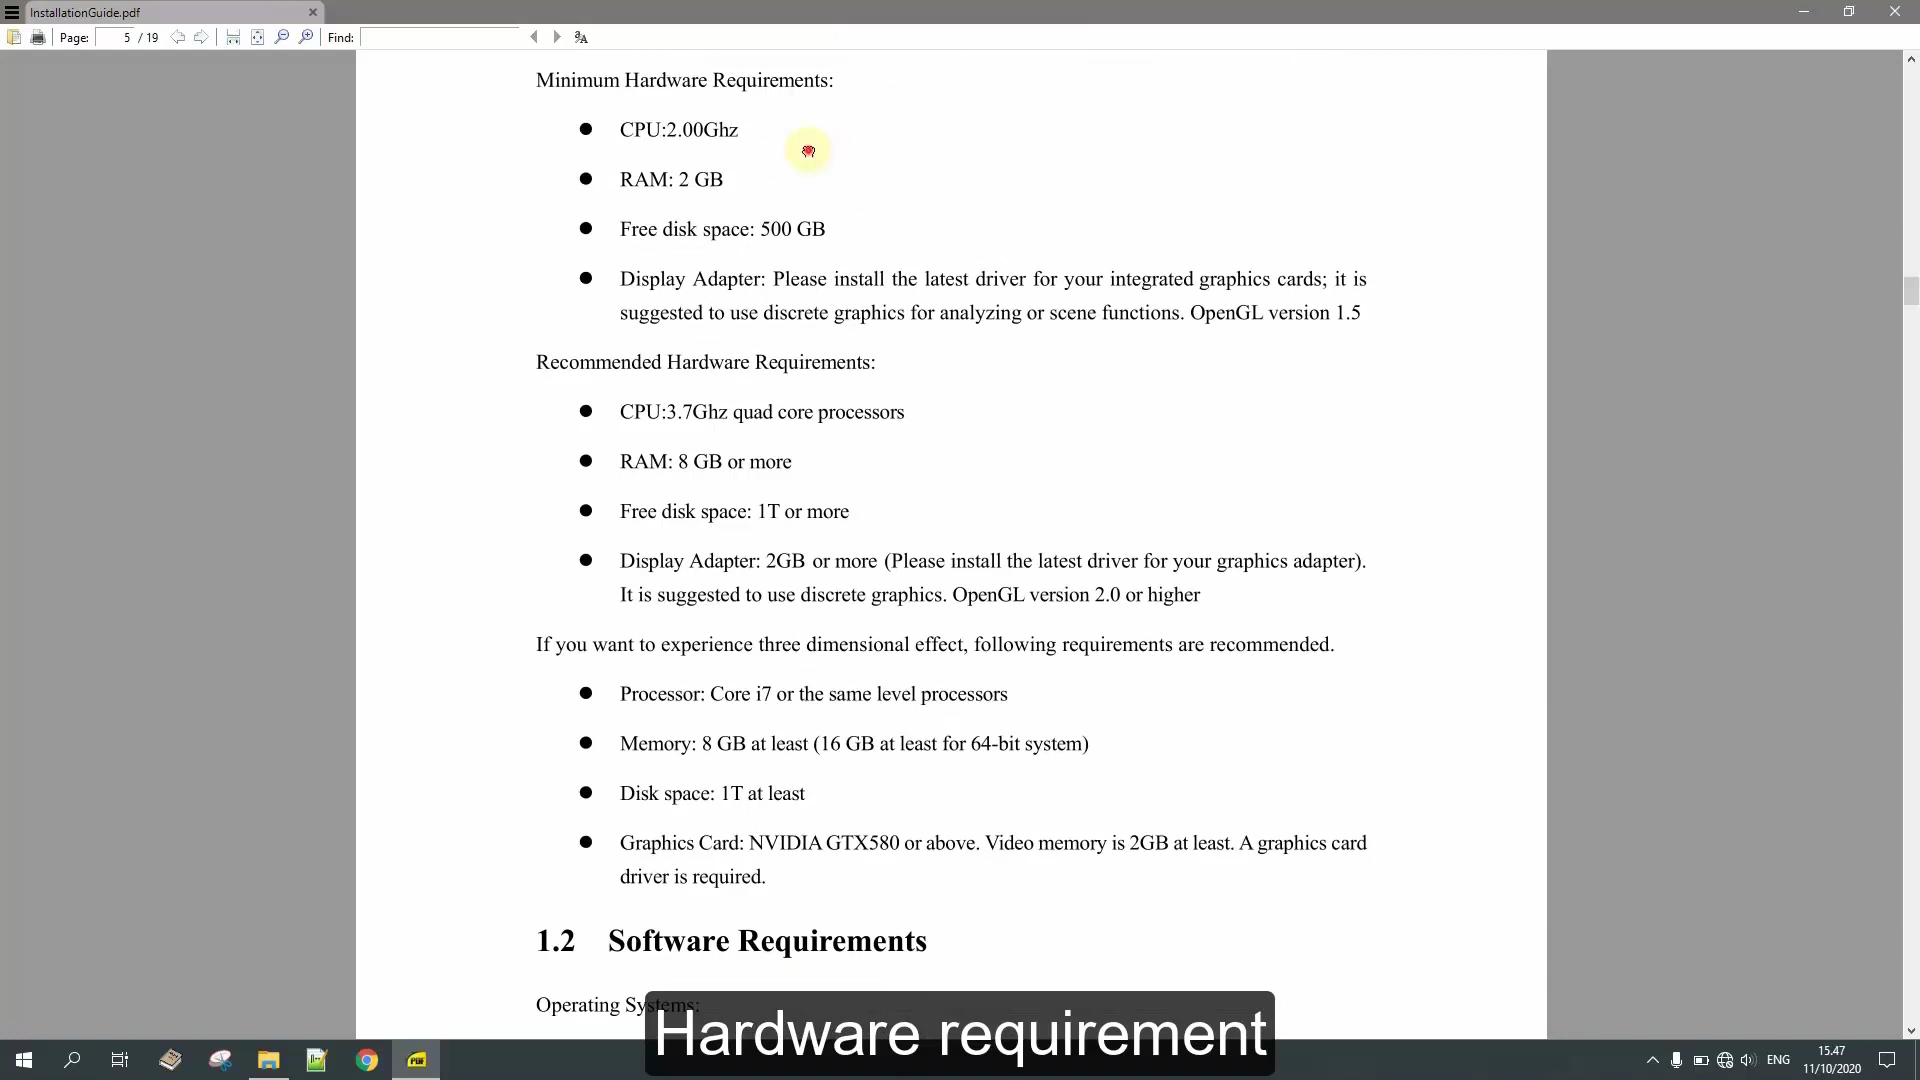 InstallationGuide.pdf
Page: 5 / 19 Find:
Minimum Hardware Requirements:
● CPU:2.00Ghz
● RAM: 2 GB
● Free disk space: 500 GB
● Display Adapter: Please install the latest driver for your integrated graphics cards; it is
suggested to use discrete graphics for analyzing or scene functions. OpenGL version 1.5
Recommended Hardware Requirements:
● CPU:3.7Ghz quad core processors
● RAM: 8 GB or more
● Free disk space: 1T or more
● Display Adapter: 2GB or more (Please install the latest driver for your graphics adapter).
It is suggested to use discrete graphics. OpenGL version 2.0 or higher
If you want to experience three dimensional effect, following requirements are recommended.
● Processor: Core i7 or the same level processors
● Memory: 8 GB at least (16 GB at least for 64-bit system)
● Disk space: 1T at least
● Graphics Card: NVIDIA GTX580 or above. Video memory is 2GB at least. A graphics card
driver is required.
1.2 Software Requirements
Operating Systems:
Hardware requirement
PDF
ENG
15.47
11/10/2020